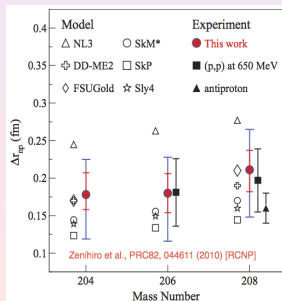 Model
Experiment
NL3
SkM*
This work
DD-ME2
SkP
(p,p) at 650 MeV
FSUGold
Sly4
antiproton
0.4
0.35
0.3
0.25
0.2
0.15
0.1
Δr_np (fm)
Zenihiro et al., PRC82, 044611 (2010) [RCNP]
204
206
208
Mass Number